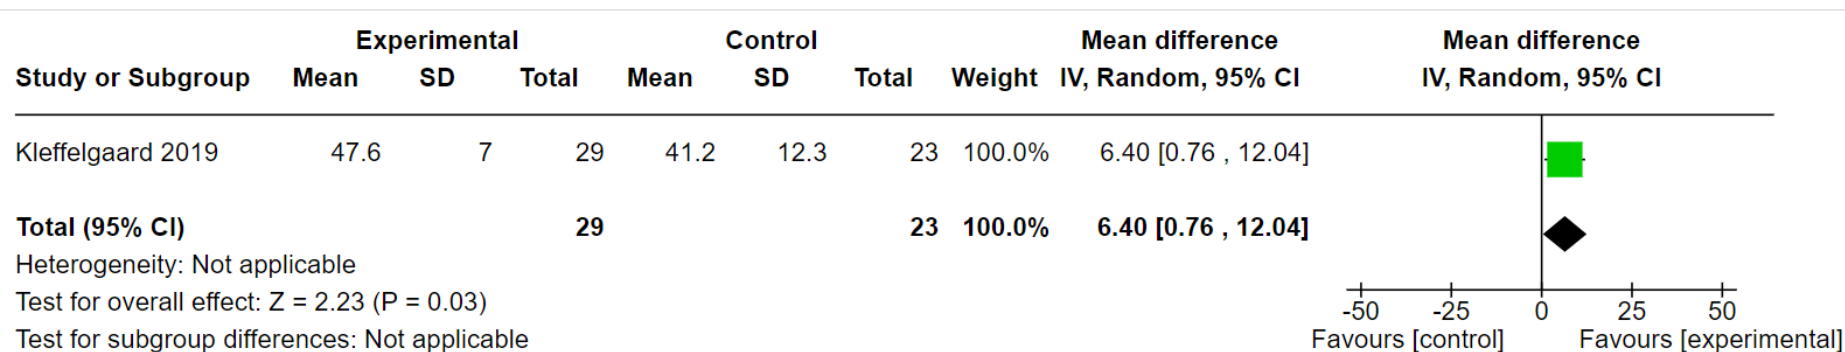 Experimental Control Mean difference Mean difference
Study or Subgroup Mean SD Total Mean SD Total Weight IV, Random, 95% CI IV, Random, 95% CI
Kleffelgaard 2019 47.6 7 29 41.2 12.3 23 100.0% 6.40 [0.76 , 12.04]
Total (95% CI) 29 23 100.0% 6.40 [0.76 , 12.04]
Heterogeneity: Not applicable
Test for overall effect: Z = 2.23 (P = 0.03)
-50 -25 0 25 50
Test for subgroup differences: Not applicable
Favours [control] Favours [experimental]